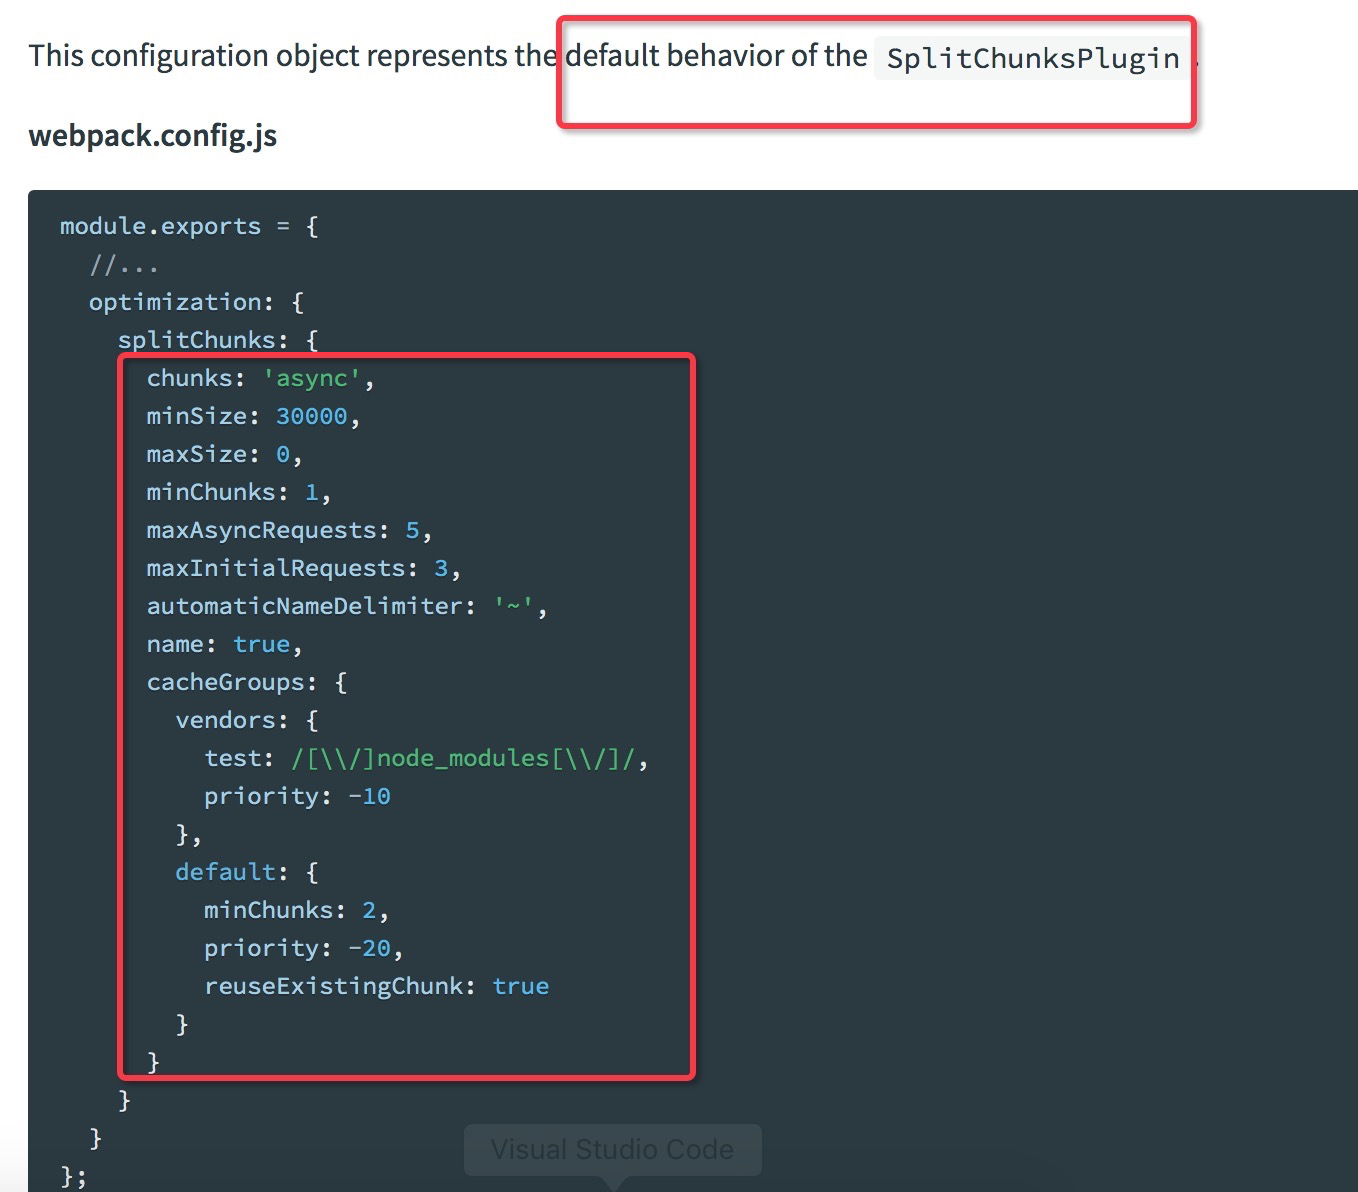 This configuration object represents the default behavior of the SplitChunksPlugin .
webpack.config.js
module.exports = {
  //...
  optimization: {
    splitChunks: {
      chunks: 'async',
      minSize: 30000,
      maxSize: 0,
      minChunks: 1,
      maxAsyncRequests: 5,
      maxInitialRequests: 3,
      automaticNameDelimiter: '~',
      name: true,
      cacheGroups: {
        vendors: {
          test: /[\\/]node_modules[\\/]/,
          priority: -10
        },
        default: {
          minChunks: 2,
          priority: -20,
          reuseExistingChunk: true
        }
      }
    }
  }
};
Visual Studio Code